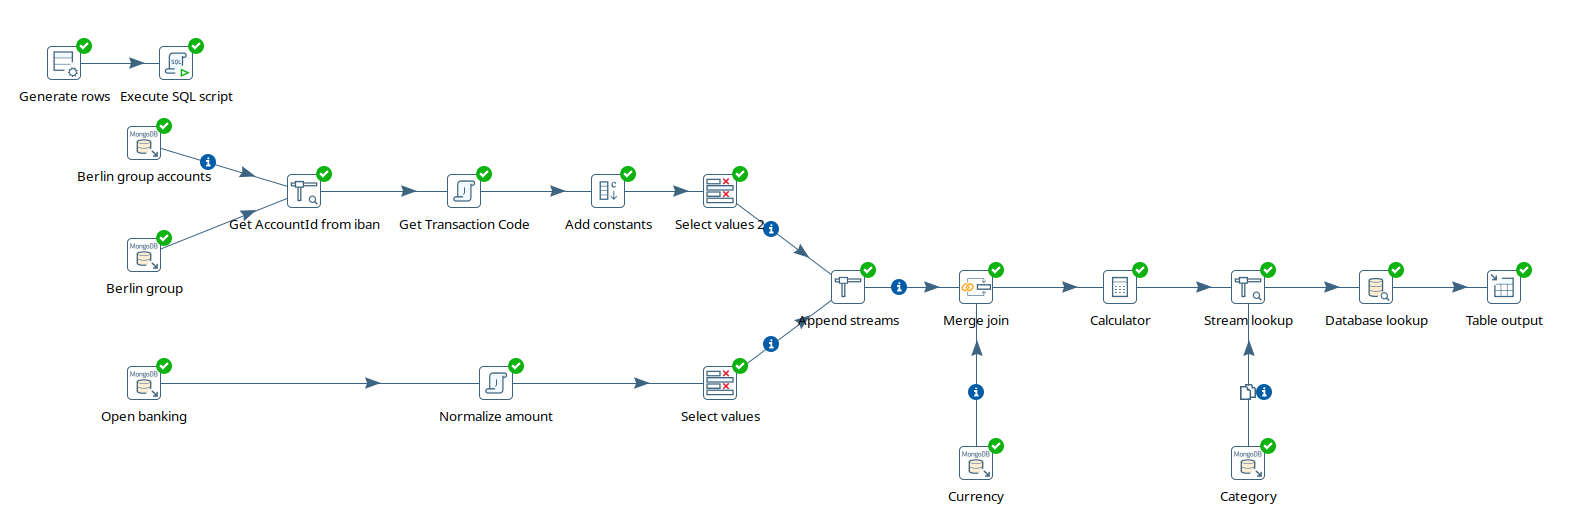 SQL
Generate rows
Execute SQL script
MongoDB
Berlin group accounts
Get AccountId from iban
Get Transaction Code
C
Add constants
Select values 2
MongoDB
Berlin group
Append streams
Merge join
Calculator
Stream lookup
Database lookup
Table output
MongoDB
Open banking
Normalize amount
Select values
MongoDB
Currency
MongoDB
Category